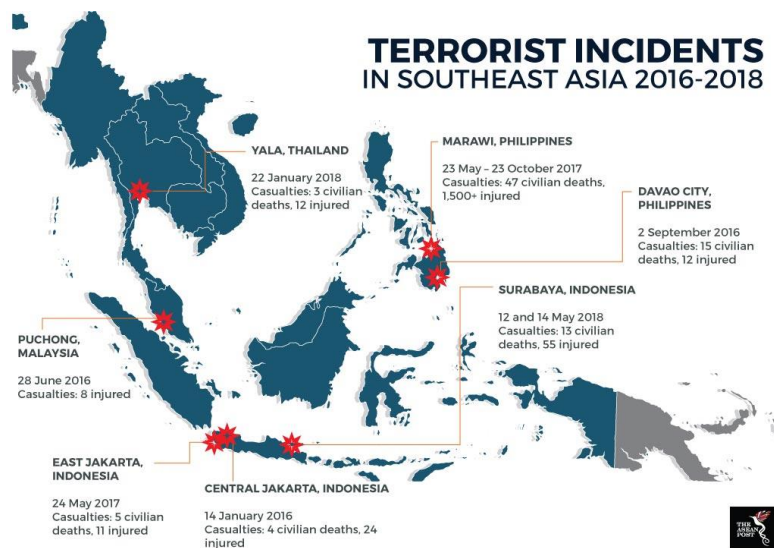 TERRORIST INCIDENTS
IN SOUTHEAST ASIA 2016-2018
YALA, THAILAND
22 January 2018
Casualties: 3 civilian
deaths, 12 injured
MARAWI, PHILIPPINES
23 May – 23 October 2017
Casualties: 47 civilian deaths,
1,500+ injured
DAVAO CITY,
PHILIPPINES
2 September 2016
Casualties: 15 civilian
deaths, 12 injured
SURABAYA, INDONESIA
12 and 14 May 2018
Casualties: 13 civilian
deaths, 55 injured
PUCHONG,
MALAYSIA
28 June 2016
Casualties: 8 injured
EAST JAKARTA,
INDONESIA
24 May 2017
Casualties: 5 civilian
deaths, 11 injured
CENTRAL JAKARTA, INDONESIA
14 January 2016
Casualties: 4 civilian deaths, 24
injured
THE
ASEAN
POST